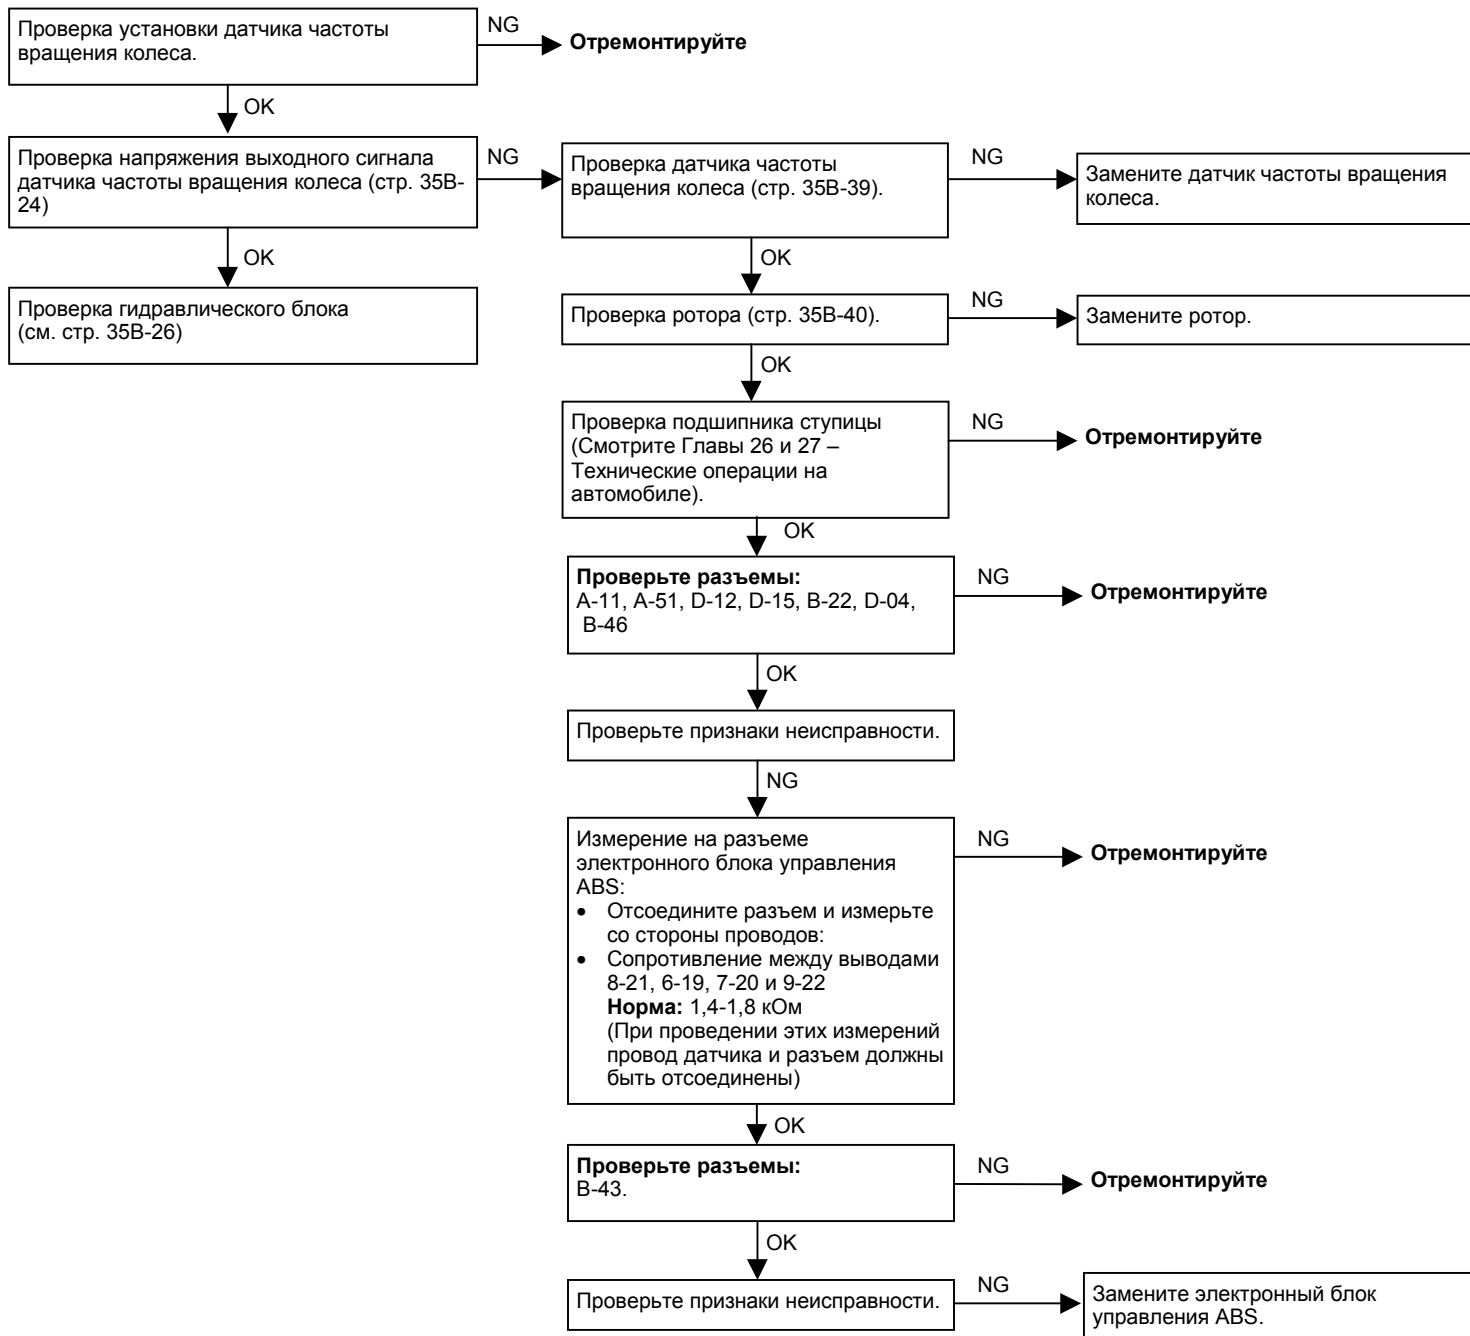 Проверка установки датчика частоты
вращения колеса.
NG
Отремонтируйте
OK
Проверка напряжения выходного сигнала
датчика частоты вращения колеса (стр. 35В-
24)
NG
Проверка датчика частоты
вращения колеса (стр. 35В-39).
NG
Замените датчик частоты вращения
колеса.
OK
OK
Проверка гидравлического блока
(см. стр. 35В-26)
Проверка ротора (стр. 35В-40).
NG
Замените ротор.
OK
Проверка подшипника ступицы
(Смотрите Главы 26 и 27 –
Технические операции на
автомобиле).
NG
Отремонтируйте
OK
Проверьте разъемы:
А-11, А-51, D-12, D-15, В-22, D-04,
В-46
NG
Отремонтируйте
OK
Проверьте признаки неисправности.
NG
Измерение на разъеме
электронного блока управления
ABS:
• Отсоедините разъем и измерьте
со стороны проводов:
• Сопротивление между выводами
8-21, 6-19, 7-20 и 9-22
Норма: 1,4-1,8 кОм
(При проведении этих измерений
провод датчика и разъем должны
быть отсоединены)
NG
Отремонтируйте
OK
Проверьте разъемы:
В-43.
NG
Отремонтируйте
OK
Проверьте признаки неисправности.
NG
Замените электронный блок
управления ABS.